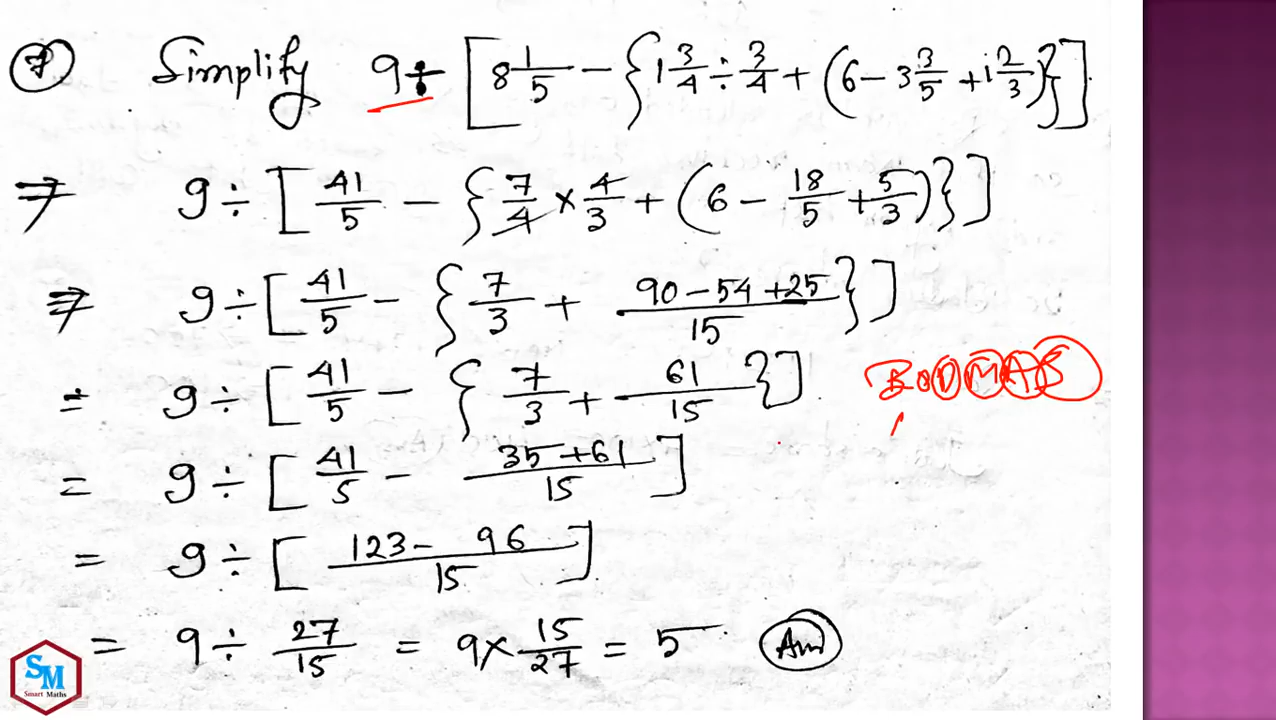 7 Simplify 9÷[8 1/5 − {1 3/4 ÷ 3/4 + (6 − 3 3/5 + 1 2/3)}]
⇒ 9 ÷ [41/5 − {7/4 × 4/3 + (6 − 18/5 + 5/3)}]
⇒ 9 ÷ [41/5 − {7/3 + (90 − 54 + 25)/15}]
= 9 ÷ [41/5 − {7/3 + 61/15}]
BODMAS
= 9 ÷ [41/5 − (35 + 61)/15]
= 9 ÷ [(123 − 96)/15]
= 9 ÷ 27/15 = 9 × 15/27 = 5 Ans
SM
Smart Maths